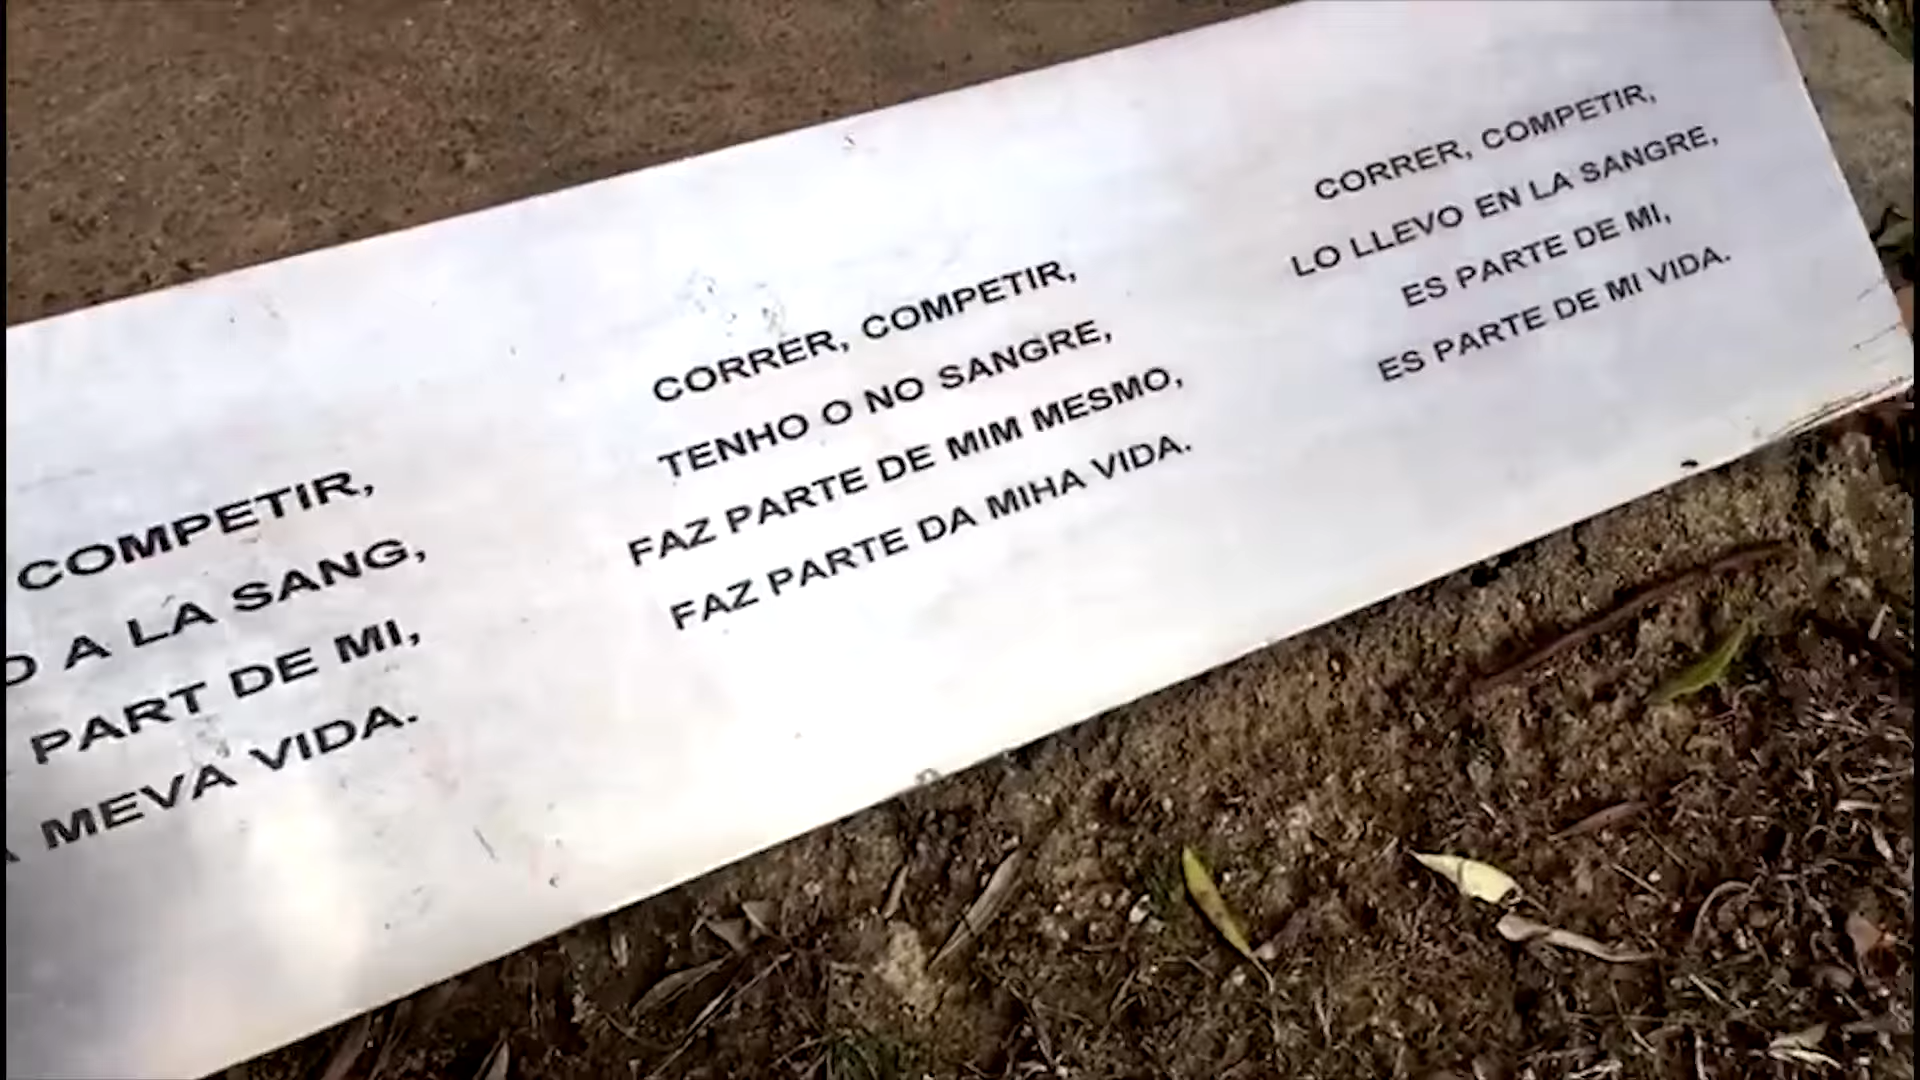 COMPETIR,
A LA SANG,
PART DE MI,
MEVA VIDA.
CORRER, COMPETIR,
TENHO O NO SANGRE,
FAZ PARTE DE MIM MESMO,
FAZ PARTE DA MIHA VIDA.
CORRER, COMPETIR,
LO LLEVO EN LA SANGRE,
ES PARTE DE MI,
ES PARTE DE MI VIDA.